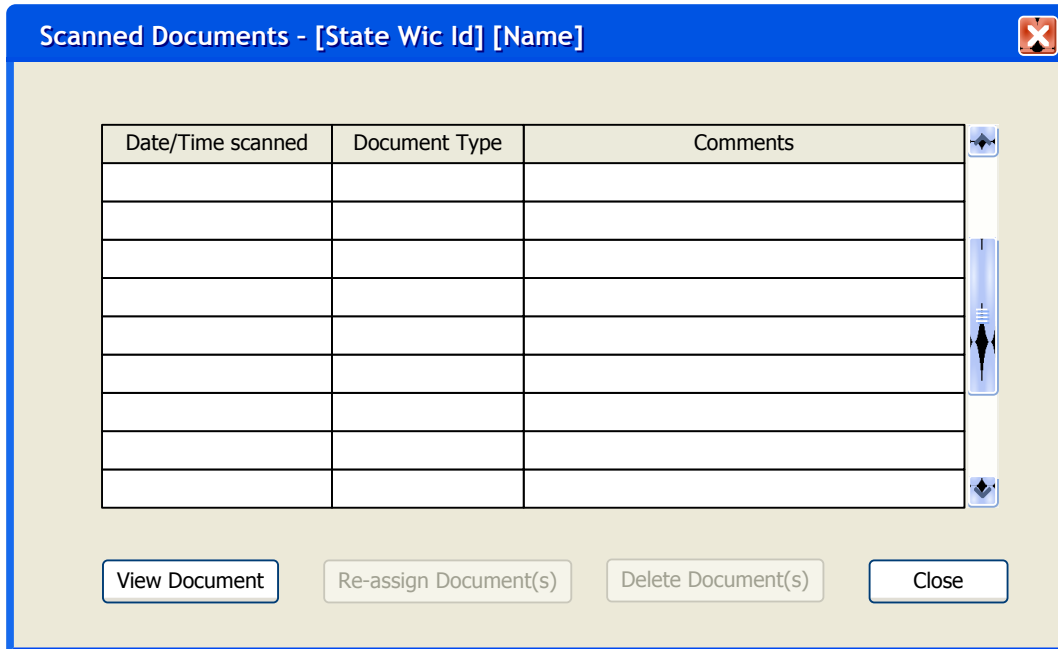 Scanned Documents – [State Wic Id] [Name]
Date/Time scanned Document Type Comments
View Document Re-assign Document(s) Delete Document(s) Close